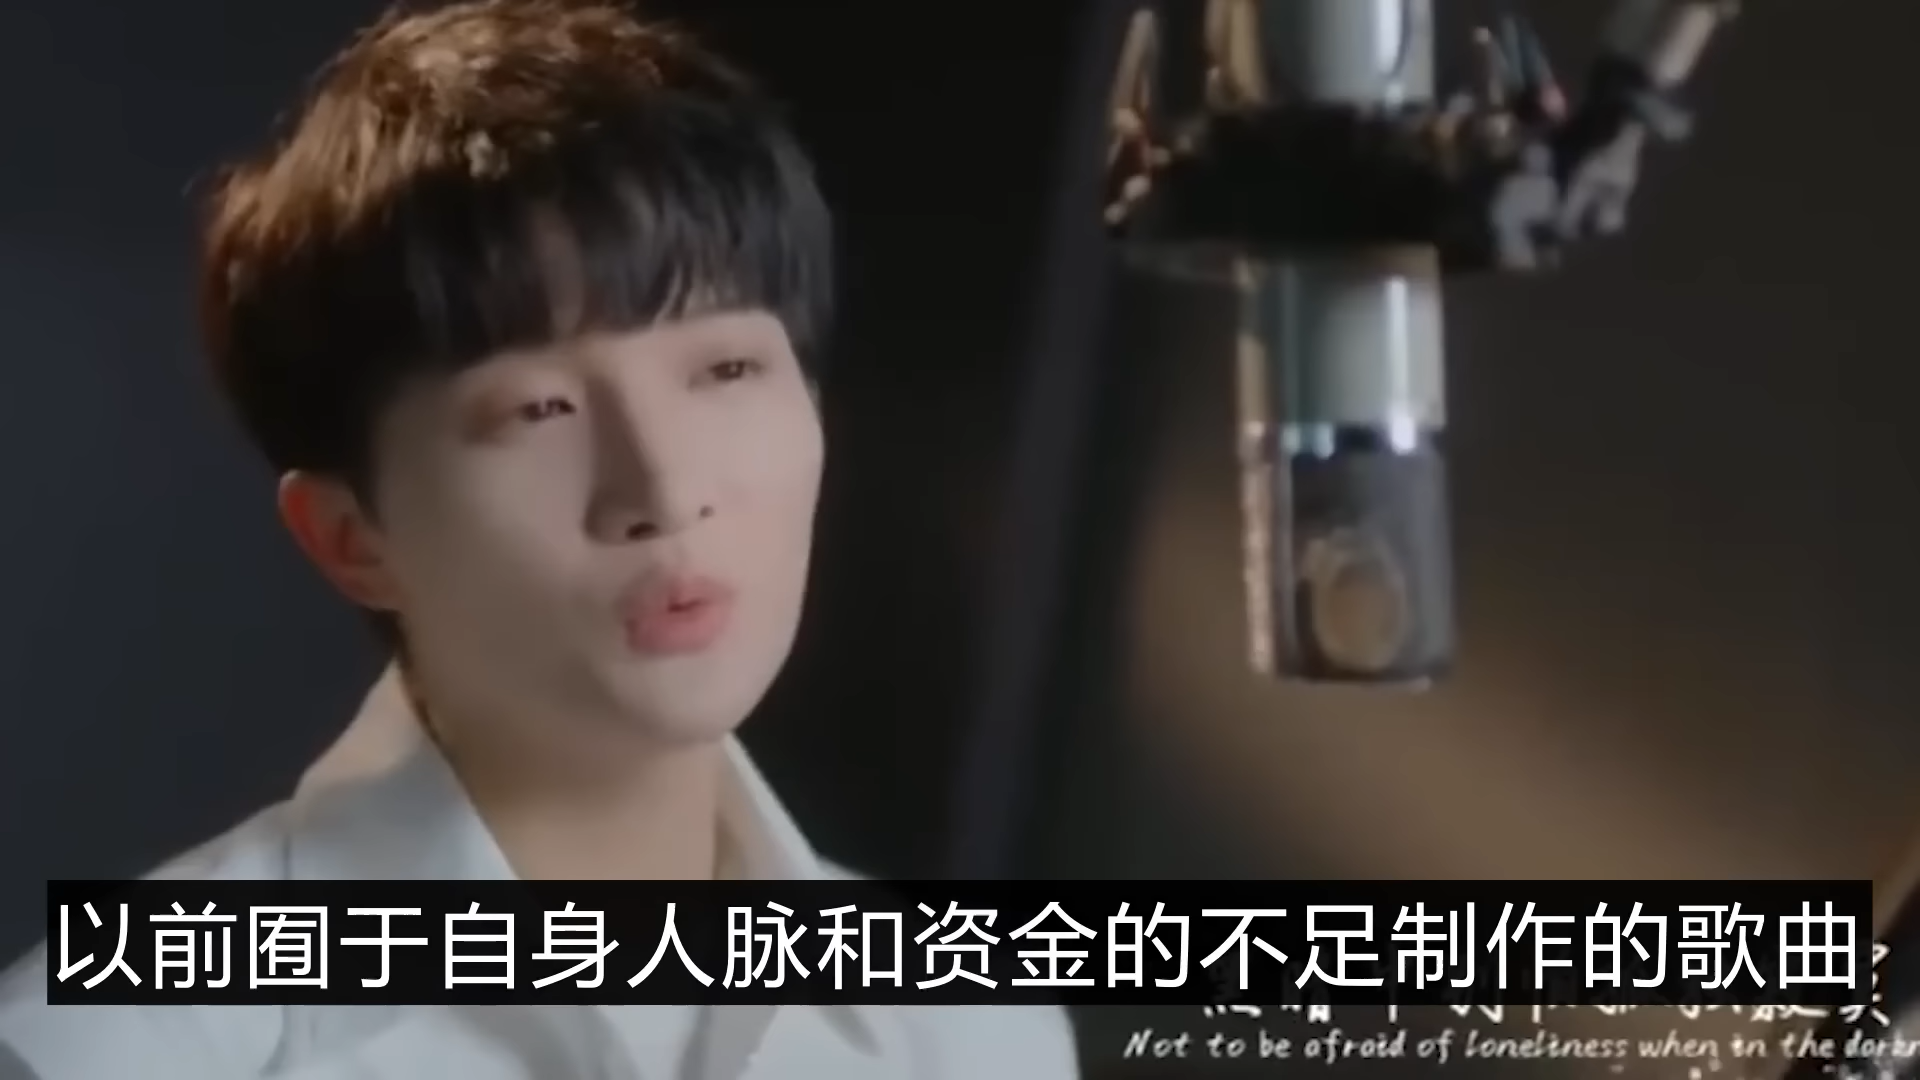 以前囿于自身人脉和资金的不足制作的歌曲
Not to be afraid of loneliness when in the